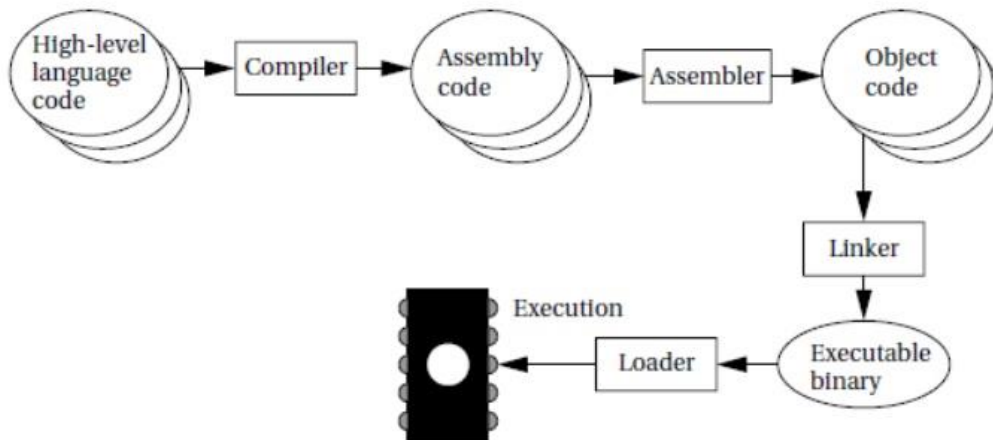 High-level
language
code
Compiler
Assembly
code
Assembler
Object
code
Linker
Executable
binary
Loader
Execution